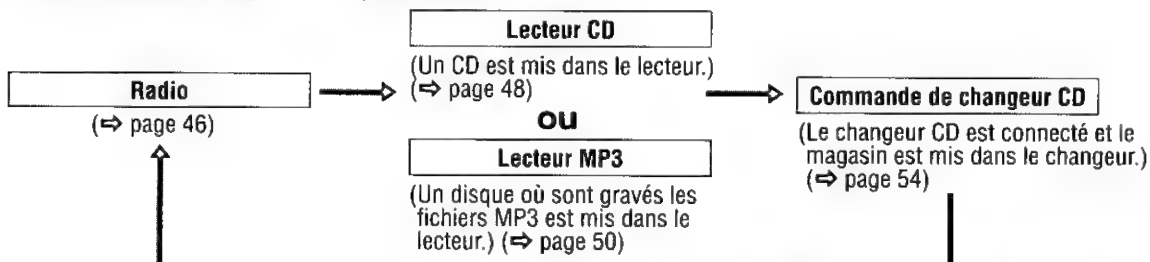 Radio
(⇨ page 46)
Lecteur CD
(Un CD est mis dans le lecteur.)
(⇨ page 48)
ou
Lecteur MP3
(Un disque où sont gravés les
fichiers MP3 est mis dans le
lecteur.) (⇨ page 50)
Commande de changeur CD
(Le changeur CD est connecté et le
magasin est mis dans le changeur.)
(⇨ page 54)